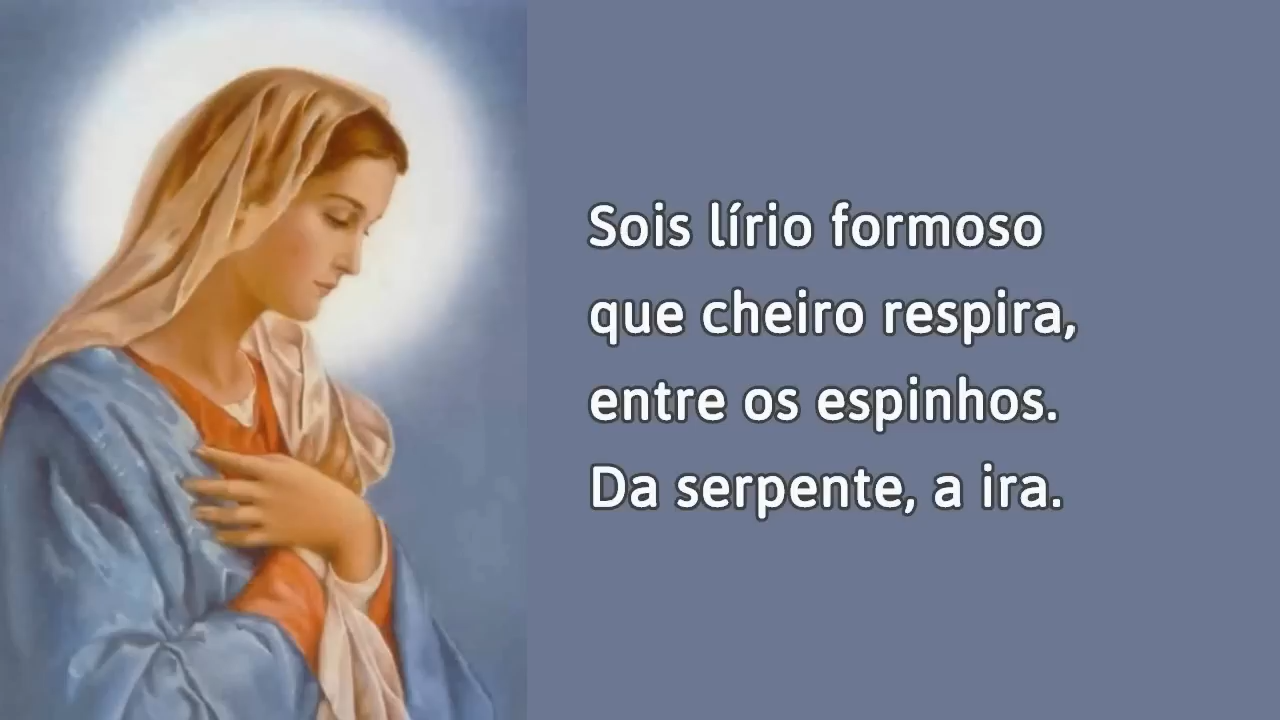 Sois lírio formoso
que cheiro respira,
entre os espinhos.
Da serpente, a ira.